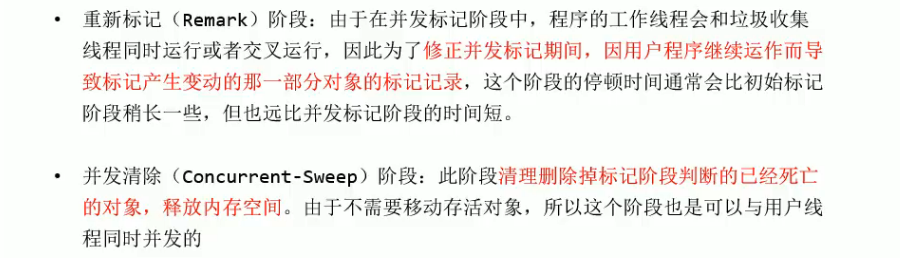 • 重新标记（Remark）阶段：由于在并发标记阶段中，程序的工作线程会和垃圾收集
线程同时运行或者交叉运行，因此为了修正并发标记期间，因用户程序继续运作而导
致标记产生变动的那一部分对象的标记记录，这个阶段的停顿时间通常会比初始标记
阶段稍长一些，但也远比并发标记阶段的时间短。
• 并发清除（Concurrent-Sweep）阶段：此阶段清理删除掉标记阶段判断的已经死亡
的对象，释放内存空间。由于不需要移动存活对象，所以这个阶段也是可以与用户线
程同时并发的